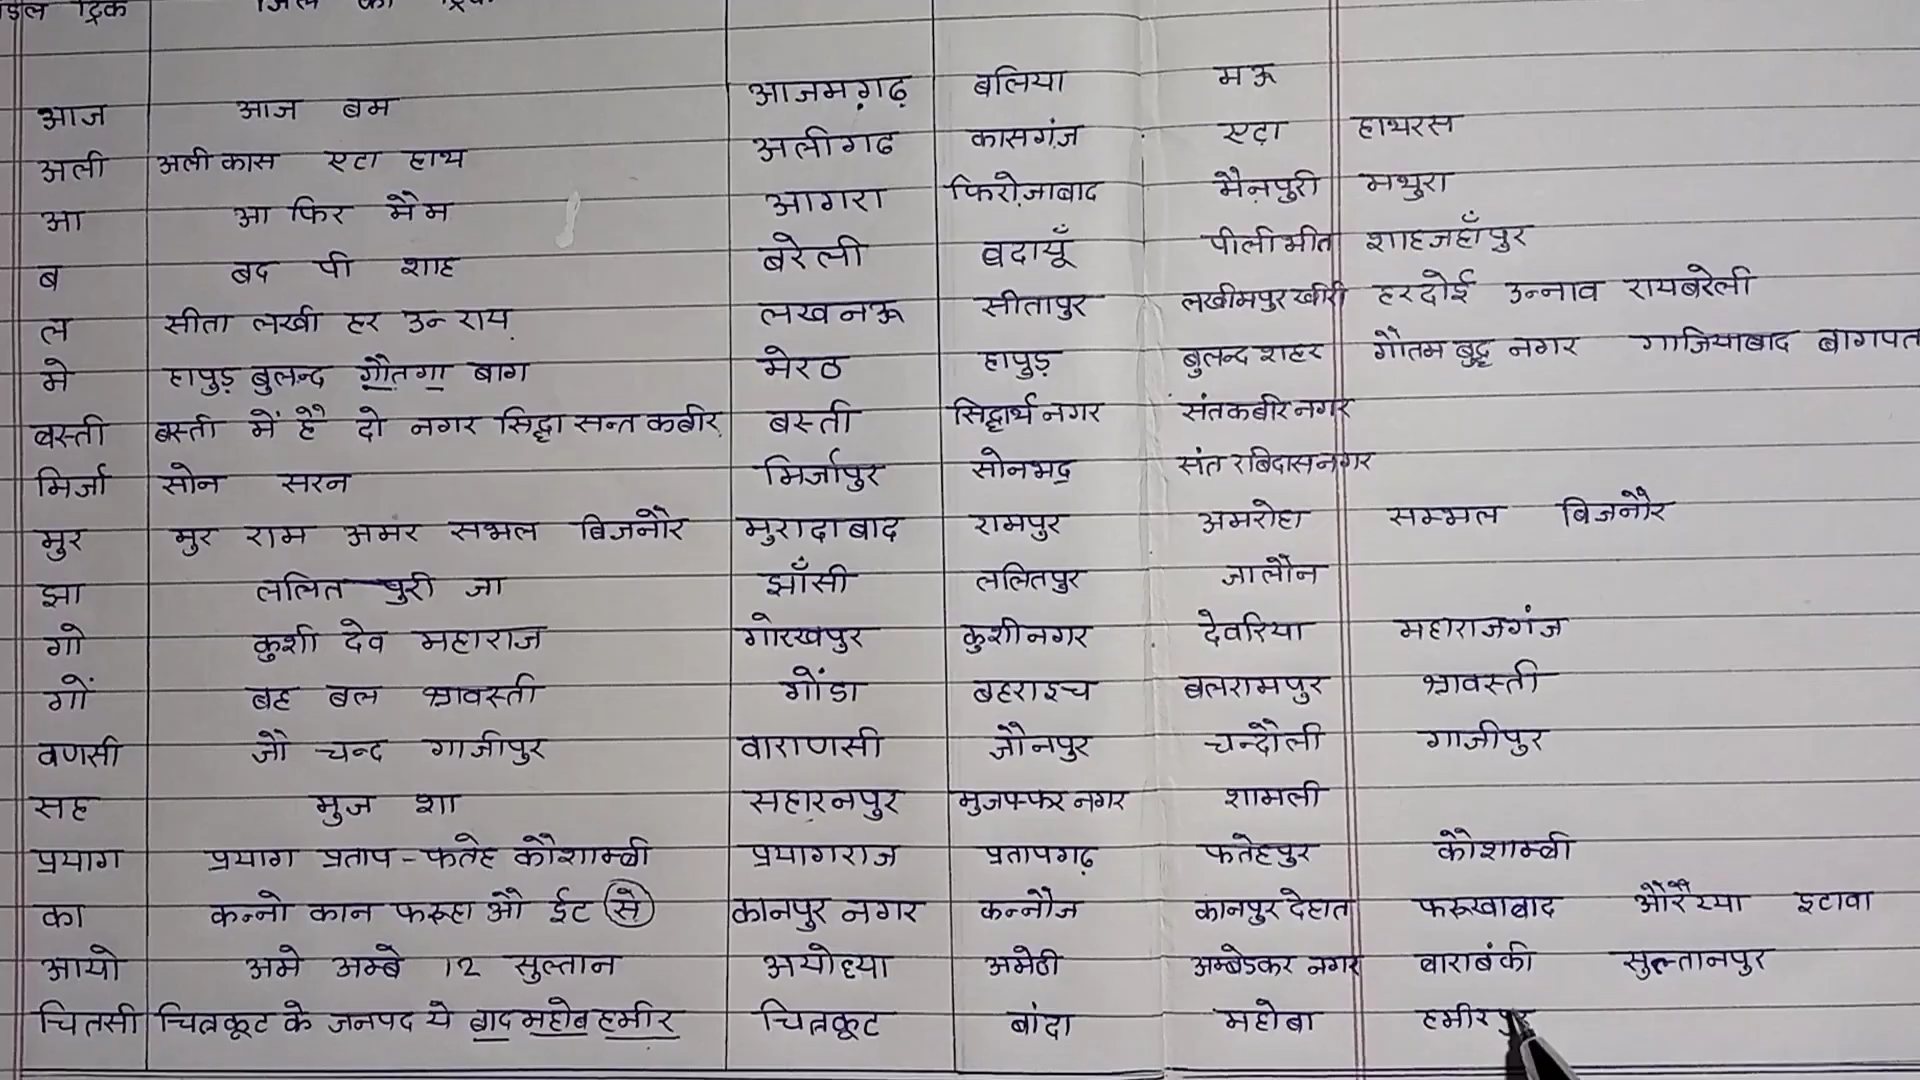 ट्रिक
आज आज बम आजमगढ़ बलिया मऊ
अली अली कास एटा हाथ अलीगढ कासगंज एटा हाथरस
आ आ फिर मैम आगरा फिरोजाबाद मैनपुरी मथुरा
ब बद पी शाह बरेली बदायूँ पीलीभीत शाहजहाँपुर
ल सीता लखी हर उन राय लखनऊ सीतापुर लखीमपुर खीरी हरदोई उन्नाव रायबरेली
मे हापुड़ बुलन्द गौतगा बाग मेरठ हापुड़ बुलन्द शहर गौतम बुद्ध नगर गाजियाबाद बागपत
बस्ती बस्ती में है दो नगर सिद्धा सन्त कबीर बस्ती सिद्धार्थ नगर संतकबीर नगर
मिर्जा सोन सरन मिर्जापुर सोनभद्र संत रबिदास नगर
मुर मुर राम अमर सभल बिजनौर मुरादाबाद रामपुर अमरोहा सम्भल बिजनौर
झा ललित पुरी जा झाँसी ललितपुर जालौन
गो कुशी देव महाराज गोरखपुर कुशीनगर देवरिया महाराजगंज
गों बह बल श्रावस्ती गोंडा बहराइच बलरामपुर श्रावस्ती
वणसी जौ चन्द गाजीपुर वाराणसी जौनपुर चन्दौली गाजीपुर
सह मुज शा सहारनपुर मुजफ्फर नगर शामली
प्रयाग प्रयाग प्रताप - फतेह कौशाम्बी प्रयागराज प्रतापगढ़ फतेहपुर कौशाम्बी
का कन्नो कान फरूहा औ ईट से कानपुर नगर कन्नौज कानपुर देहात फरूखाबाद औरैय्या इटावा
आयो अमे अम्बे 12 सुल्तान अयोध्या अमेठी अम्बेडकर नगर बाराबंकी सुल्तानपुर
चितसी चित्रकूट के जनपद ये बाद महोब हमीर चित्रकूट बांदा महोबा हमीरपुर